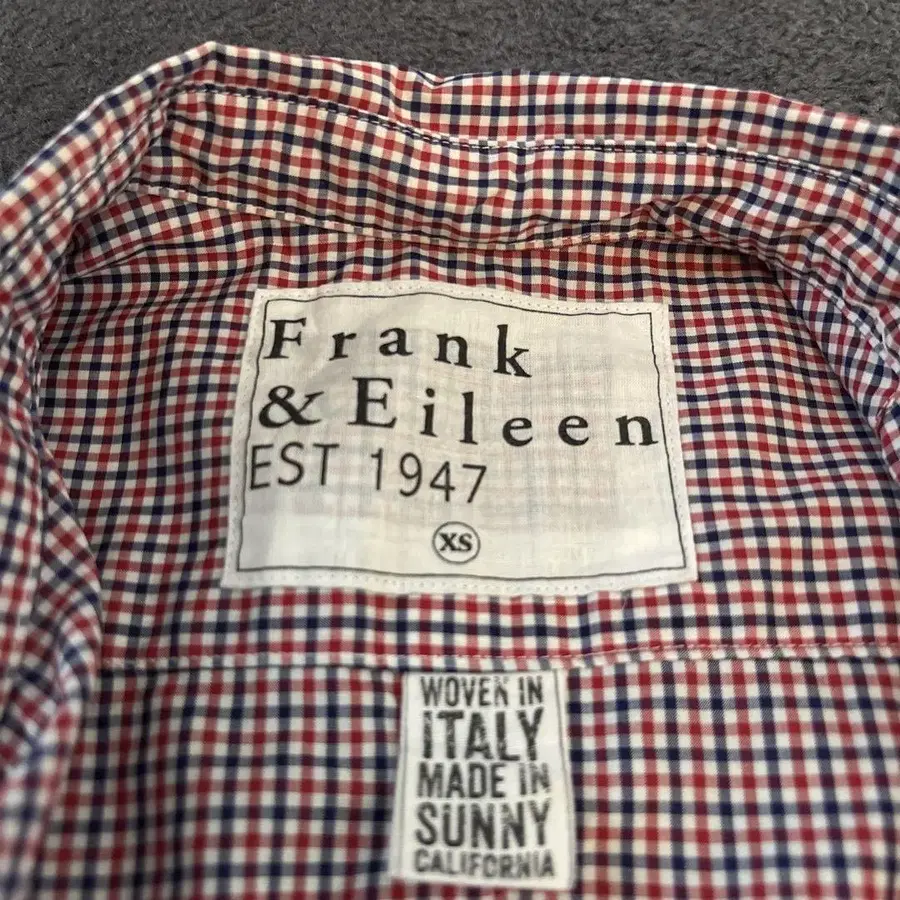 Frank
& Eileen
EST 1947
XS
WOVEN IN
ITALY
MADE IN
SUNNY
CALIFORNIA